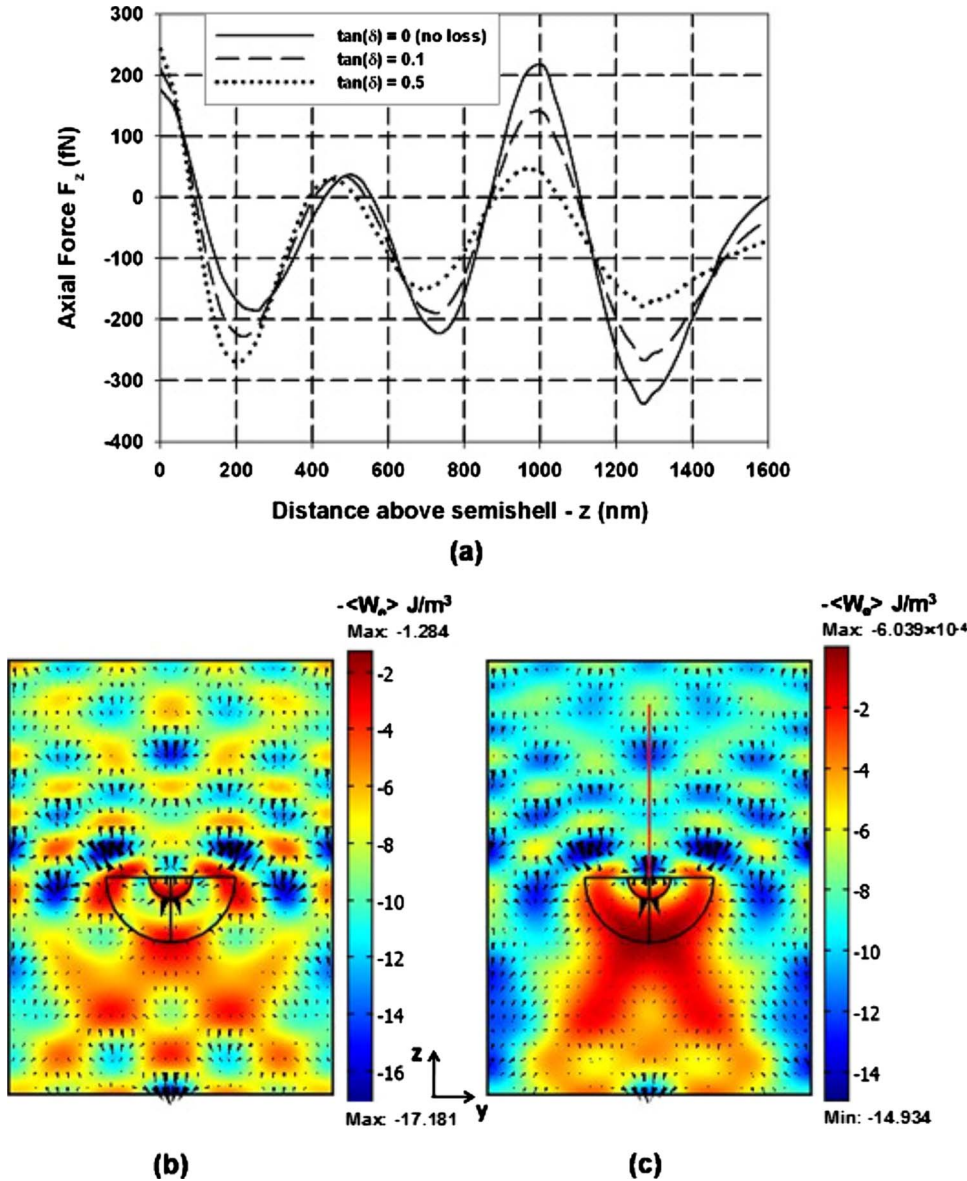 300
200
100
0
-100
-200
-300
-400
Axial Force F_z (fN)
tan(δ) = 0 (no loss)
tan(δ) = 0.1
tan(δ) = 0.5
0 200 400 600 800 1000 1200 1400 1600
Distance above semishell - z (nm)
(a)
-<W_e> J/m³
Max: -1.284
-2
-4
-6
-8
-10
-12
-14
-16
Max: -17.181
(b)
z
y
-<W_e> J/m³
Max: -6.039×10⁻⁴
-2
-4
-6
-8
-10
-12
-14
Min: -14.934
(c)